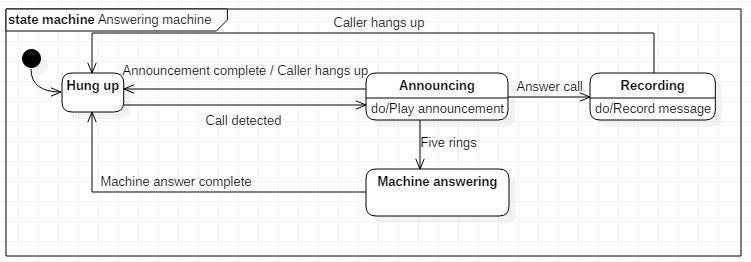 state machine Answering machine
Caller hangs up
Announcement complete / Caller hangs up
Hung up
Announcing
do/Play announcement
Answer call
Recording
do/Record message
Call detected
Five rings
Machine answer complete
Machine answering